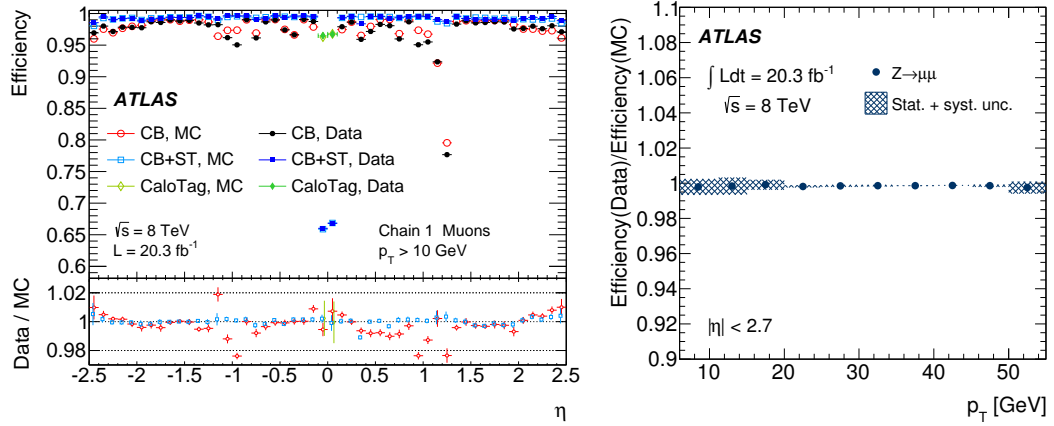 Efficiency
1
0.95
0.9
0.85
0.8
0.75
0.7
0.65
0.6
ATLAS
CB, MC
CB, Data
CB+ST, MC
CB+ST, Data
CaloTag, MC
CaloTag, Data
√s = 8 TeV
L = 20.3 fb⁻¹
Chain 1 Muons
p_T > 10 GeV
Data / MC
1.02
1
0.98
-2.5 -2 -1.5 -1 -0.5 0 0.5 1 1.5 2 2.5
η
Efficiency(Data)/Efficiency(MC)
1.1
1.08
1.06
1.04
1.02
1
0.98
0.96
0.94
0.92
0.9
ATLAS
∫ Ldt = 20.3 fb⁻¹
√s = 8 TeV
Z→μμ
Stat. + syst. unc.
|η| < 2.7
10 20 30 40 50
p_T [GeV]